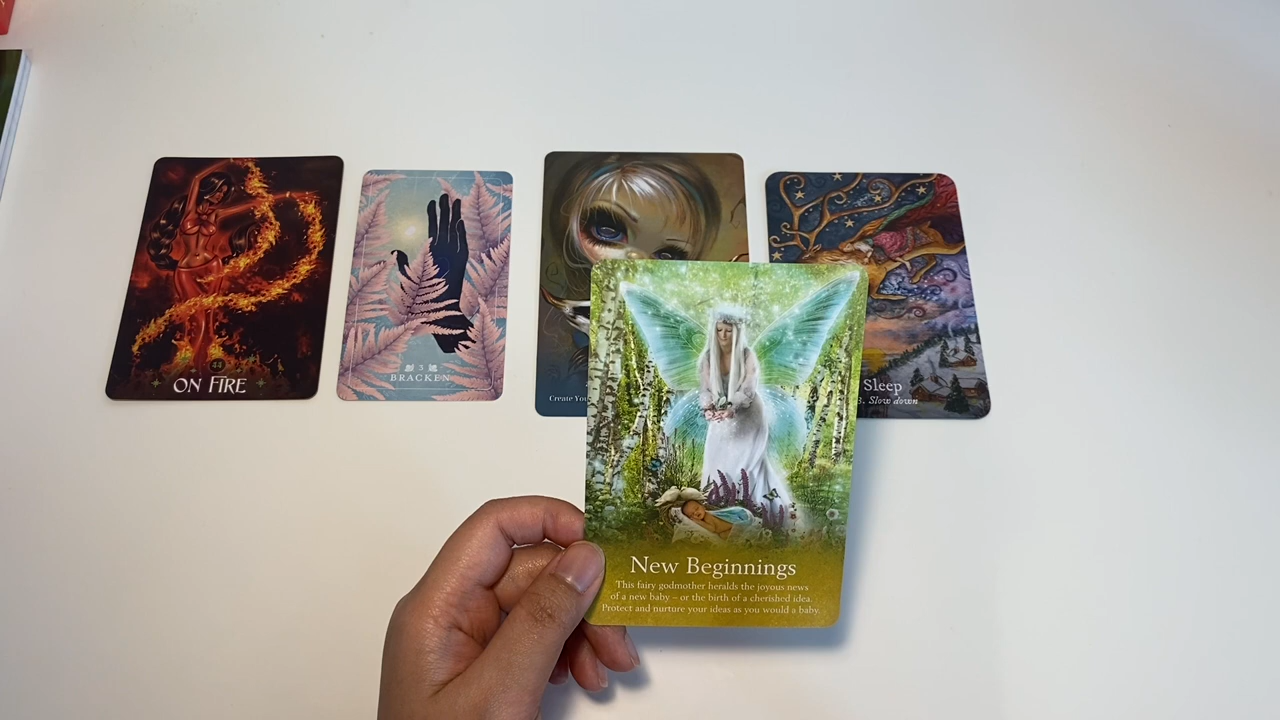 44
ON FIRE
3
BRACKEN
Create You
Sleep
3. Slow down
New Beginnings
This fairy godmother heralds the joyous news
of a new baby – or the birth of a cherished idea.
Protect and nurture your ideas as you would a baby.